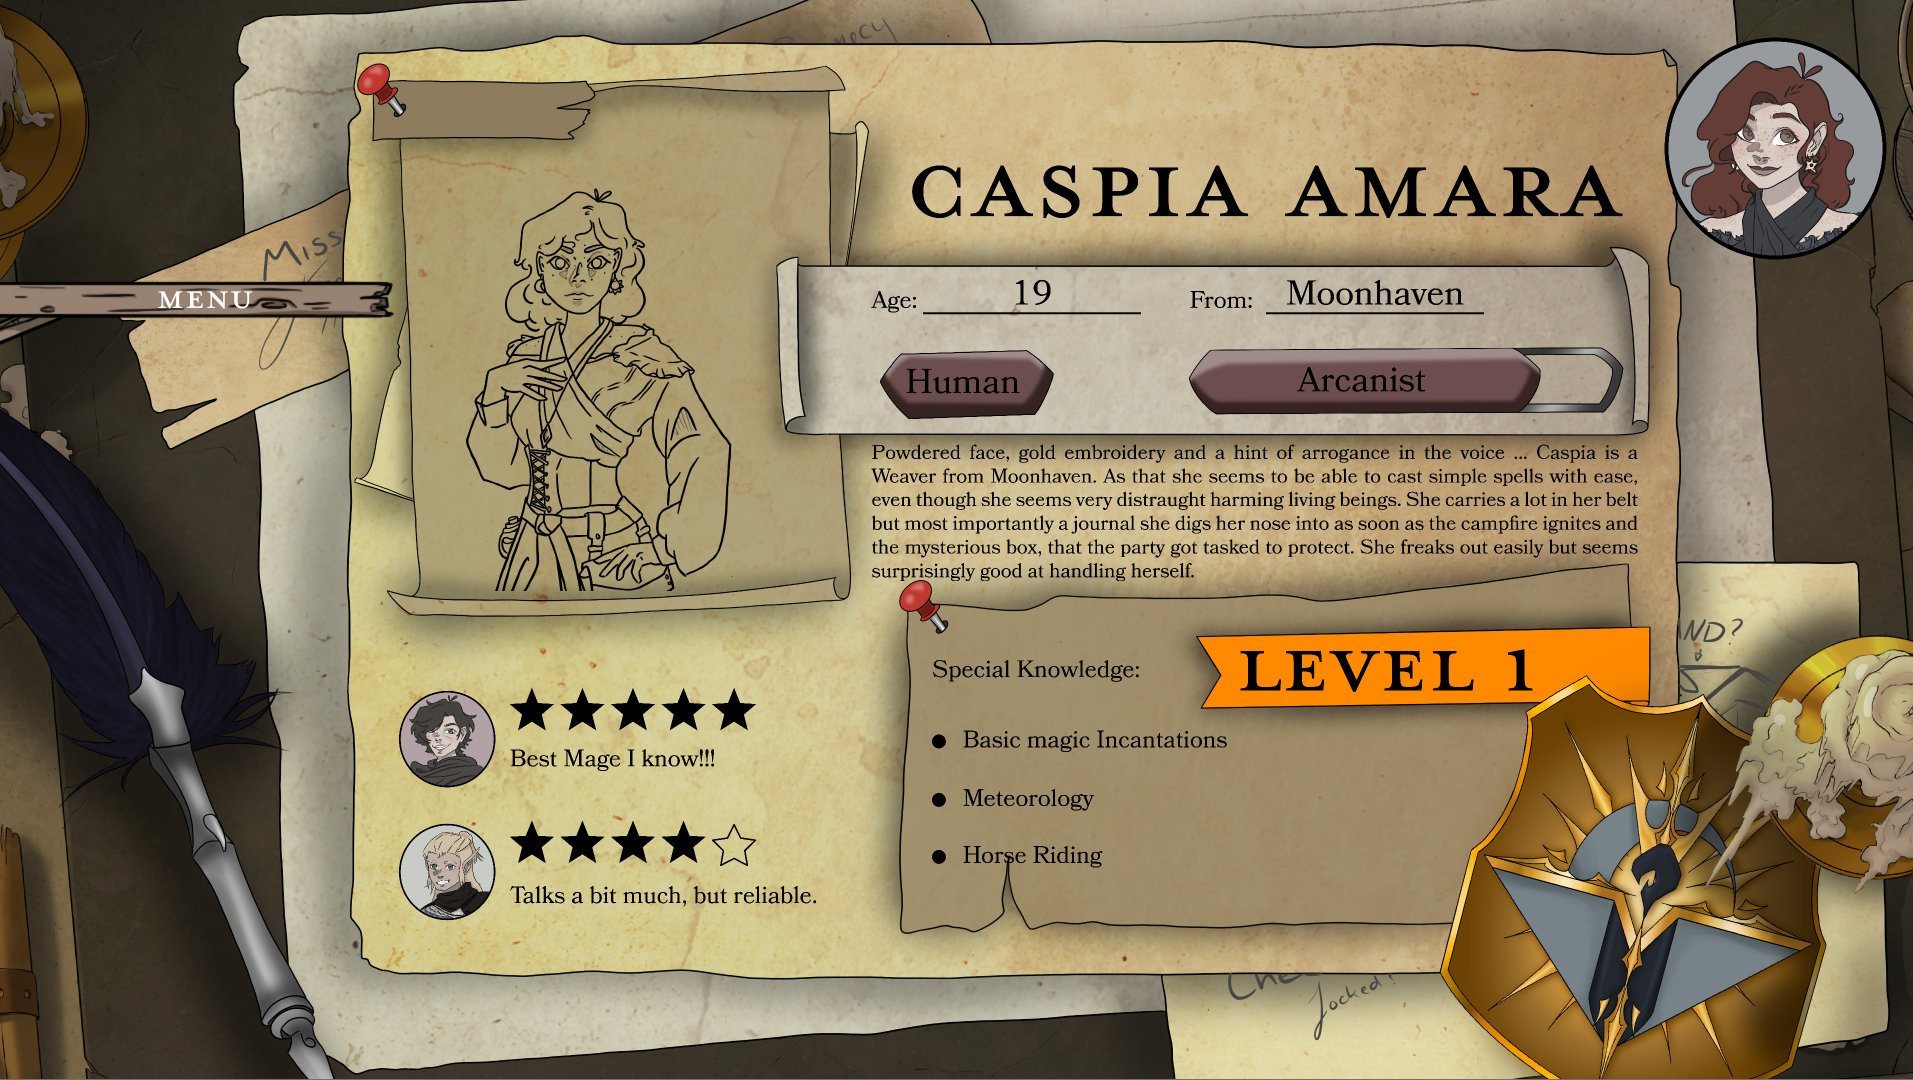 CASPIA AMARA
Miss
MENU
Age: 19 From: Moonhaven
Human
Arcanist
Powdered face, gold embroidery and a hint of arrogance in the voice ... Caspia is a
Weaver from Moonhaven. As that she seems to be able to cast simple spells with ease,
even though she seems very distraught harming living beings. She carries a lot in her belt
but most importantly a journal she digs her nose into as soon as the campfire ignites and
the mysterious box, that the party got tasked to protect. She freaks out easily but seems
surprisingly good at handling herself.
Special Knowledge:
LEVEL 1
Basic magic Incantations
Meteorology
Horse Riding
Best Mage I know!!!
Talks a bit much, but reliable.
Locked!